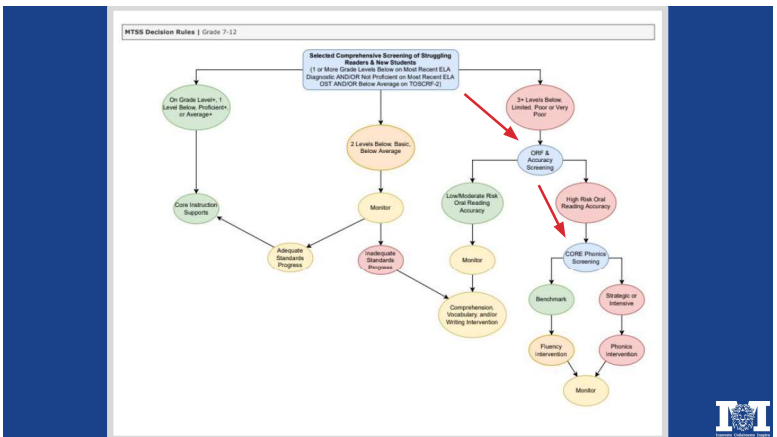 MTSS Decision Rules | Grade 7-12
Selected Comprehensive Screening of Struggling
Readers & New Students
(1 or More Grade Levels Below on Most Recent ELA
Diagnostic AND/OR Not Proficient on Most Recent ELA
OST AND/OR Below Average on TOSCRF-2)
On Grade Level+, 1
Level Below, Proficient+,
or Average+
2 Levels Below, Basic,
Below Average
3+ Levels Below,
Limited, Poor or Very
Poor
ORF &
Accuracy
Screening
Core Instruction
Supports
Monitor
Low/Moderate Risk
Oral Reading
Accuracy
High Risk Oral
Reading Accuracy
Adequate
Standards
Progress
Inadequate
Standards
Progress
Monitor
CORE Phonics
Screening
Comprehension,
Vocabulary, and/or
Writing Intervention
Benchmark
Strategic or
Intensive
Fluency
Intervention
Phonics
Intervention
Monitor
M
Innovate Collaborate Inspire